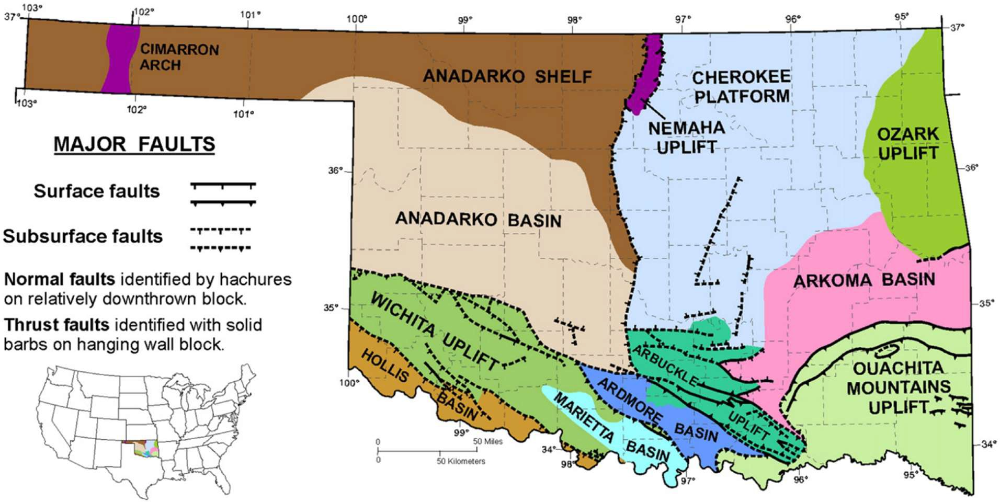 103°
102°
101°
100°
99°
98°
97°
96°
95°
37°
37°
CIMARRON
ARCH
ANADARKO SHELF
CHEROKEE
PLATFORM
103°
102°
101°
NEMAHA
UPLIFT
OZARK
UPLIFT
MAJOR FAULTS
36°
36°
Surface faults
ANADARKO BASIN
Subsurface faults
Normal faults identified by hachures
on relatively downthrown block.
ARKOMA BASIN
35°
35°
Thrust faults identified with solid
barbs on hanging wall block.
WICHITA UPLIFT
HOLLIS
BASIN
ARBUCKLE
UPLIFT
ARDMORE
BASIN
MARIETTA
BASIN
OUACHITA
MOUNTAINS
UPLIFT
100°
99°
0
50 Miles
0
50 Kilometers
34°
98°
34°
97°
96°
95°